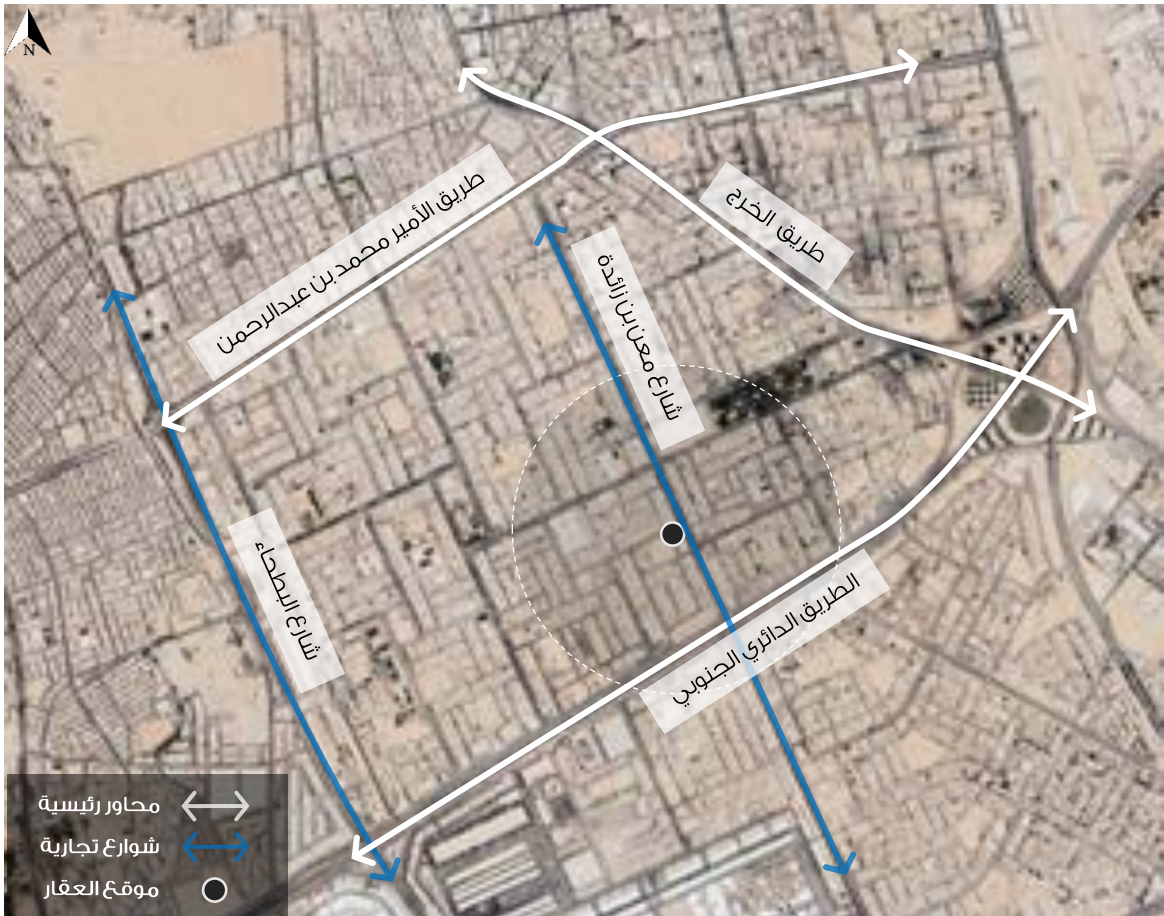 N
طريق الأمير محمد بن عبدالرحمن
طريق الخرج
شارع معن بن زائدة
شارع البطحاء
الطريق الدائري الجنوبي
محاور رئيسية
شوارع تجارية
موقع العقار